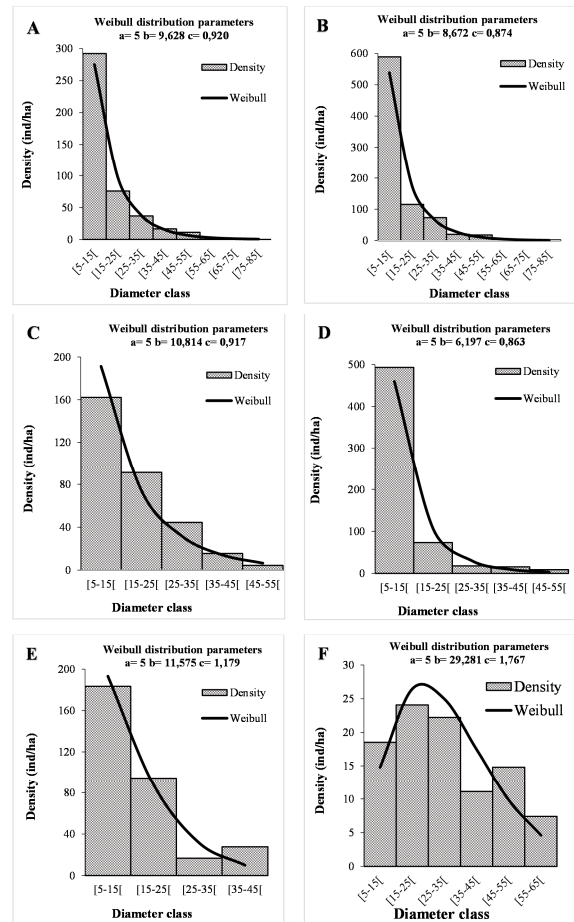 A
Weibull distribution parameters
a= 5 b= 9,628 c= 0,920
300
250
200
150
100
50
0
Density (ind/ha)
Density
Weibull
[5-15[
[15-25[
[25-35[
[35-45[
[45-55[
[55-65[
[65-75[
[75-85[
Diameter class
B
Weibull distribution parameters
a= 5 b= 8,672 c= 0,874
600
500
400
300
200
100
0
Density (ind/ha)
Density
Weibull
[5-15[
[15-25[
[25-35[
[35-45[
[45-55[
[55-65[
[65-75[
[75-85[
Diameter class
C
Weibull distribution parameters
a= 5 b= 10,814 c= 0,917
200
160
120
80
40
0
Density (ind/ha)
Density
Weibull
[5-15[ [15-25[ [25-35[ [35-45[ [45-55[
Diameter class
D
Weibull distribution parameters
a= 5 b= 6,197 c= 0,863
500
400
300
200
100
0
Density (ind/ha)
Density
Weibull
[5-15[ [15-25[ [25-35[ [35-45[ [45-55[
Diameter class
E
Weibull distribution parameters
a= 5 b= 11,575 c= 1,179
200
160
120
80
40
0
Density (ind/ha)
Density
Weibull
[5-15[ [15-25[ [25-35[ [35-45[
Diameter class
F
Weibull distribution parameters
a= 5 b= 29,281 c= 1,767
30
25
20
15
10
5
0
Density (ind/ha)
Density
Weibull
[5-15[
[15-25[
[25-35[
[35-45[
[45-55[
[55-65[
Diameter class